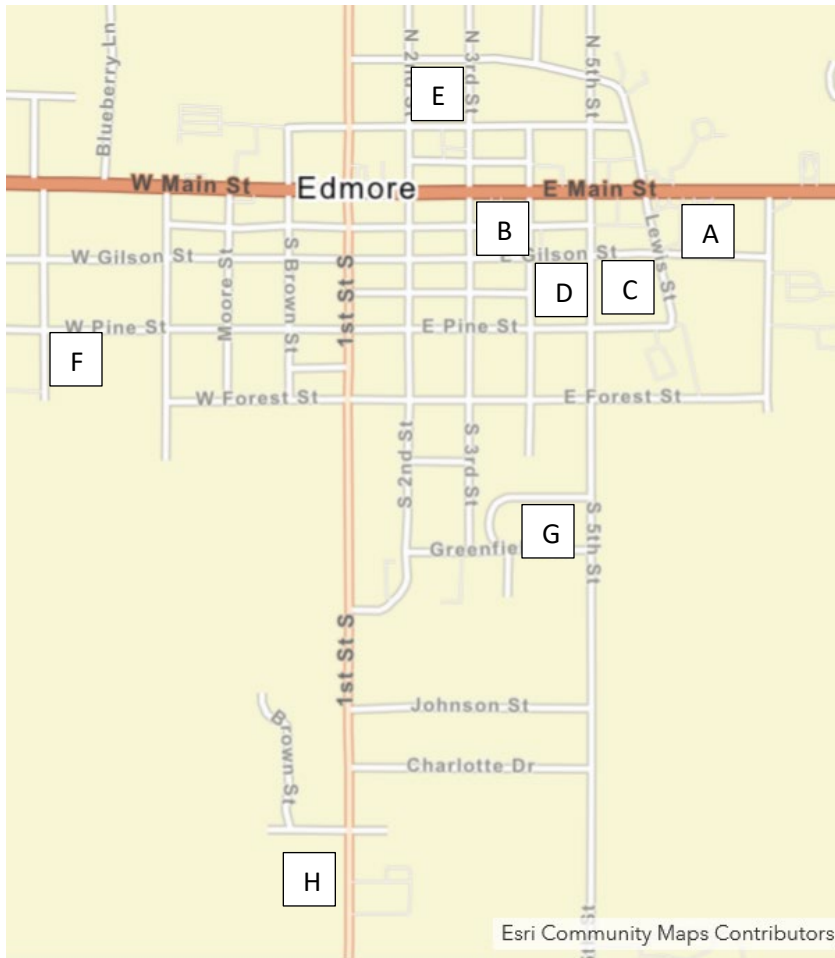 Blueberry Ln
N 2nd St
N 3rd St
N 5th St
E
W Main St
Edmore
E Main St
B
A
W Gilson St
E Gilson St
Lewis St
Moore St
S Brown St
1st St S
D
C
W Pine St
E Pine St
F
W Forest St
E Forest St
S 2nd St
S 3rd St
G
Greenfie
S 5th St
1st St S
Johnson St
Brown St
Charlotte Dr
H
Esri Community Maps Contributors